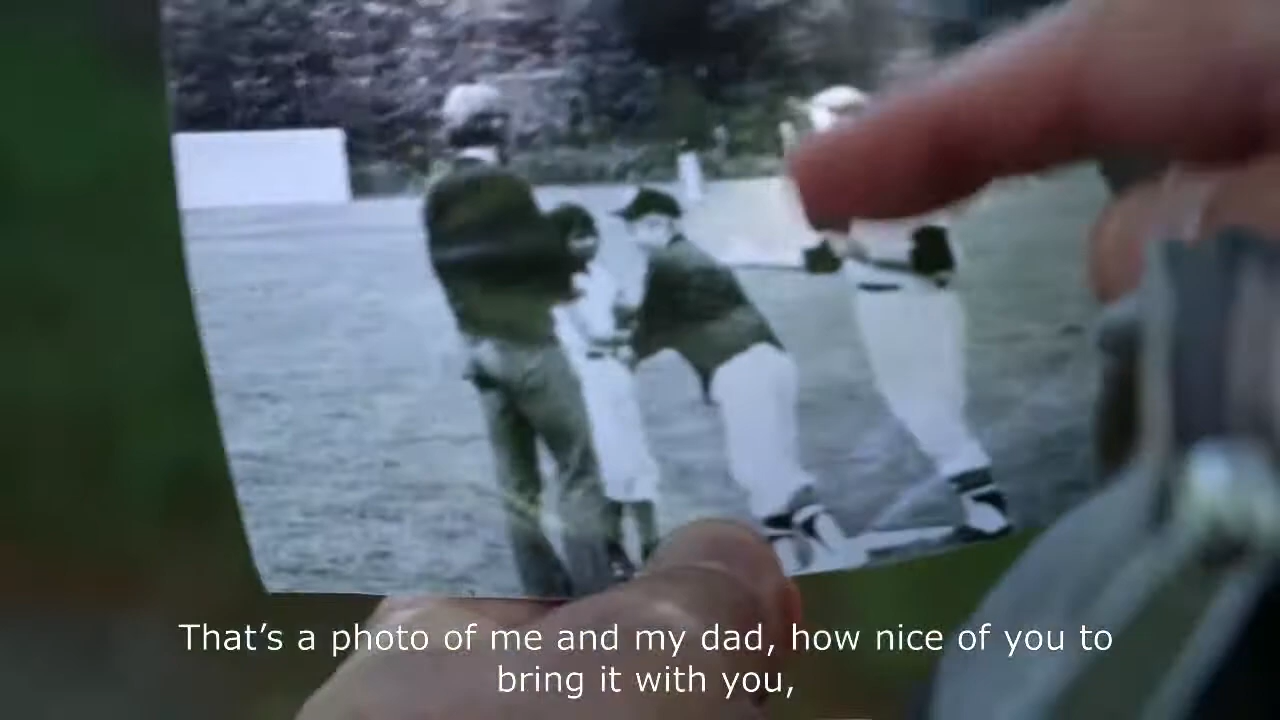 That’s a photo of me and my dad, how nice of you to
bring it with you,